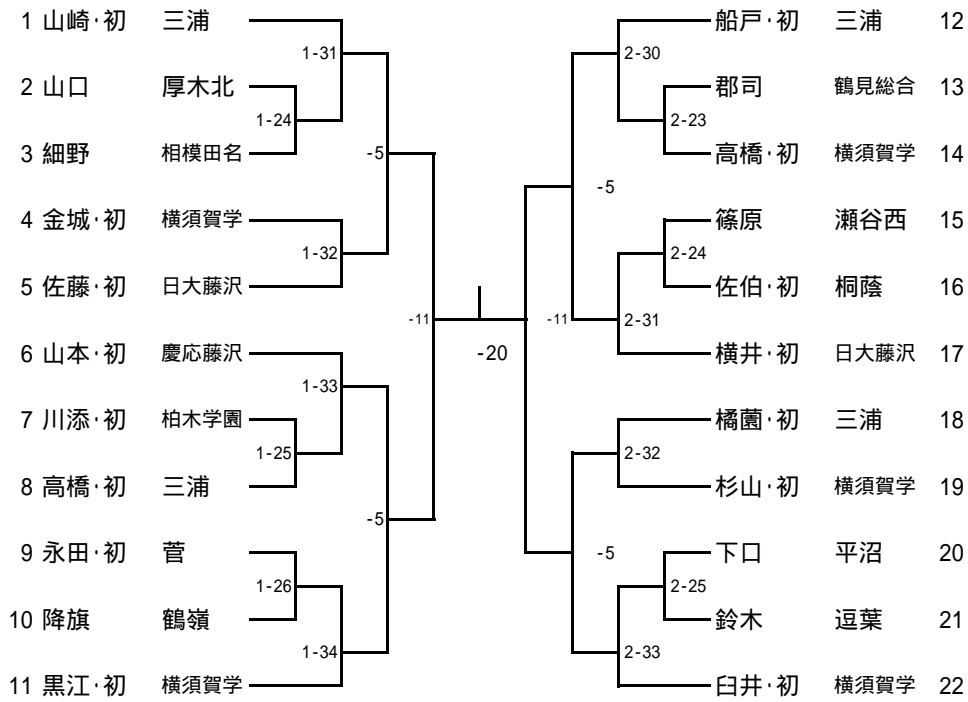 1 山崎·初 三浦
船戸·初 三浦 12
1-31
2-30
2 山口 厚木北
郡司 鶴見総合 13
1-24
2-23
3 細野 相模田名
-5
高橋·初 横須賀学 14
-5
4 金城·初 横須賀学
篠原 瀬谷西 15
1-32
2-24
5 佐藤·初 日大藤沢
佐伯·初 桐蔭 16
-11
-11
2-31
6 山本·初 慶応藤沢
-20
横井·初 日大藤沢 17
1-33
7 川添·初 柏木学園
橘薗·初 三浦 18
1-25
2-32
8 高橋·初 三浦
杉山·初 横須賀学 19
-5
9 永田·初 菅
-5
下口 平沼 20
1-26
2-25
10 降旗 鶴嶺
鈴木 逗葉 21
1-34
2-33
11 黒江·初 横須賀学
臼井·初 横須賀学 22